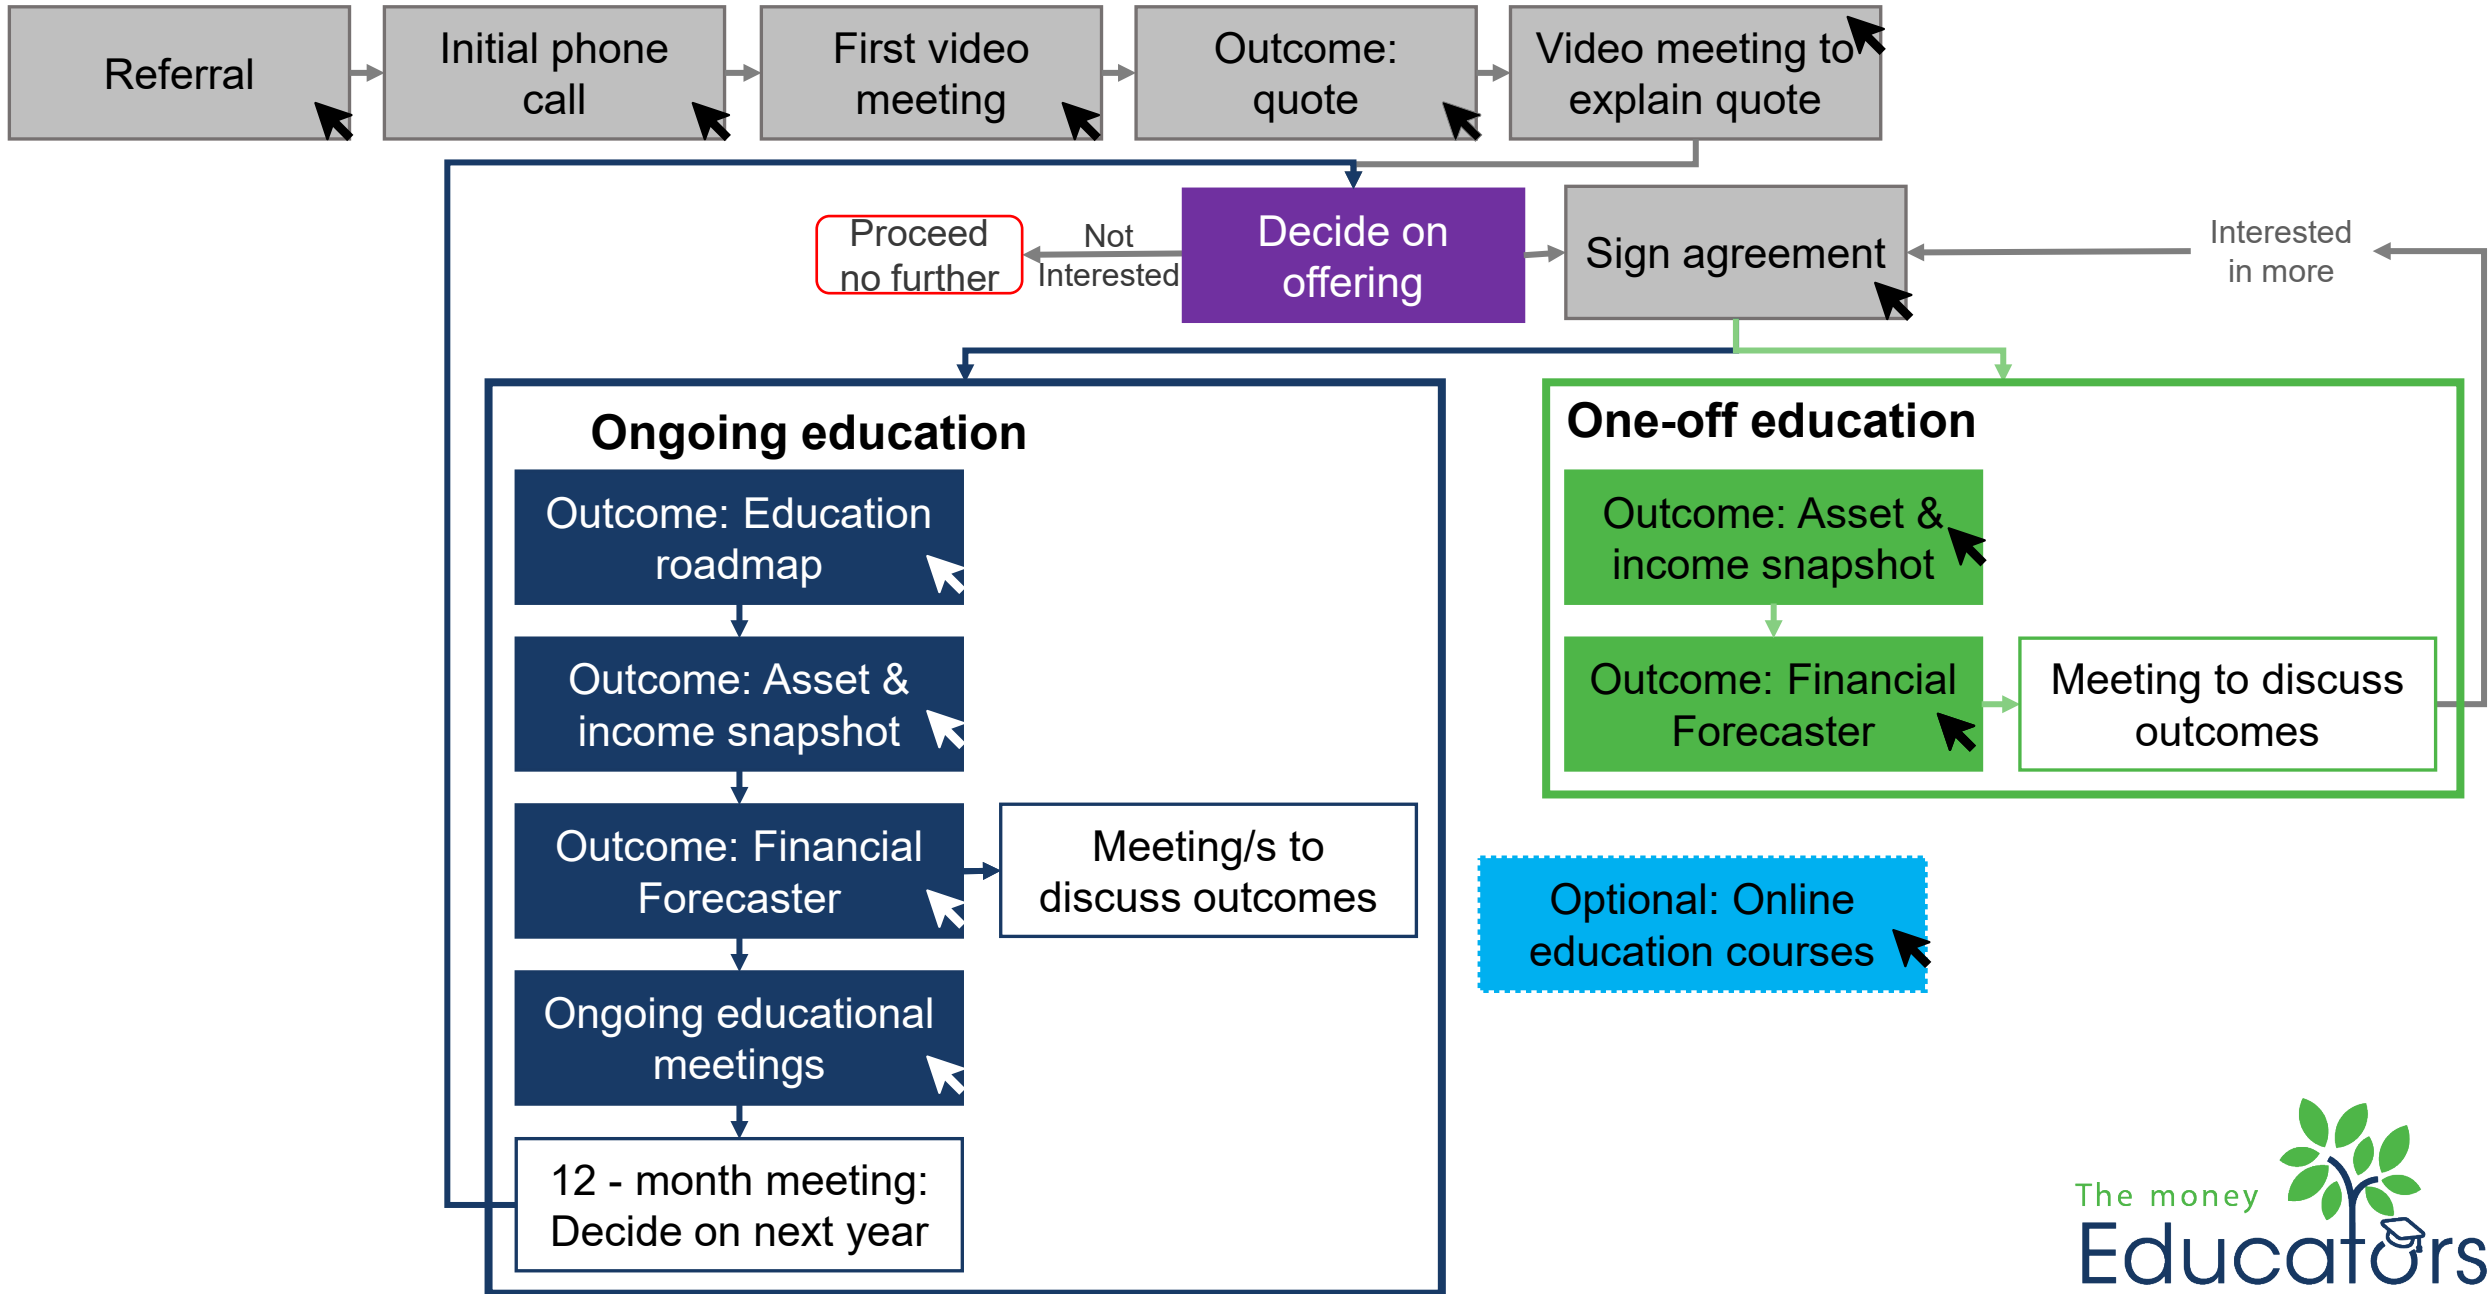 Referral
Initial phone
call
First video
meeting
Outcome:
quote
Video meeting to
explain quote
Proceed
no further
Not
Interested
Decide on
offering
Sign agreement
Interested
in more
Ongoing education
Outcome: Education
roadmap
Outcome: Asset &
income snapshot
Outcome: Financial
Forecaster
Meeting/s to
discuss outcomes
Ongoing educational
meetings
12 - month meeting:
Decide on next year
One-off education
Outcome: Asset &
income snapshot
Outcome: Financial
Forecaster
Meeting to discuss
outcomes
Optional: Online
education courses
The money
Educators